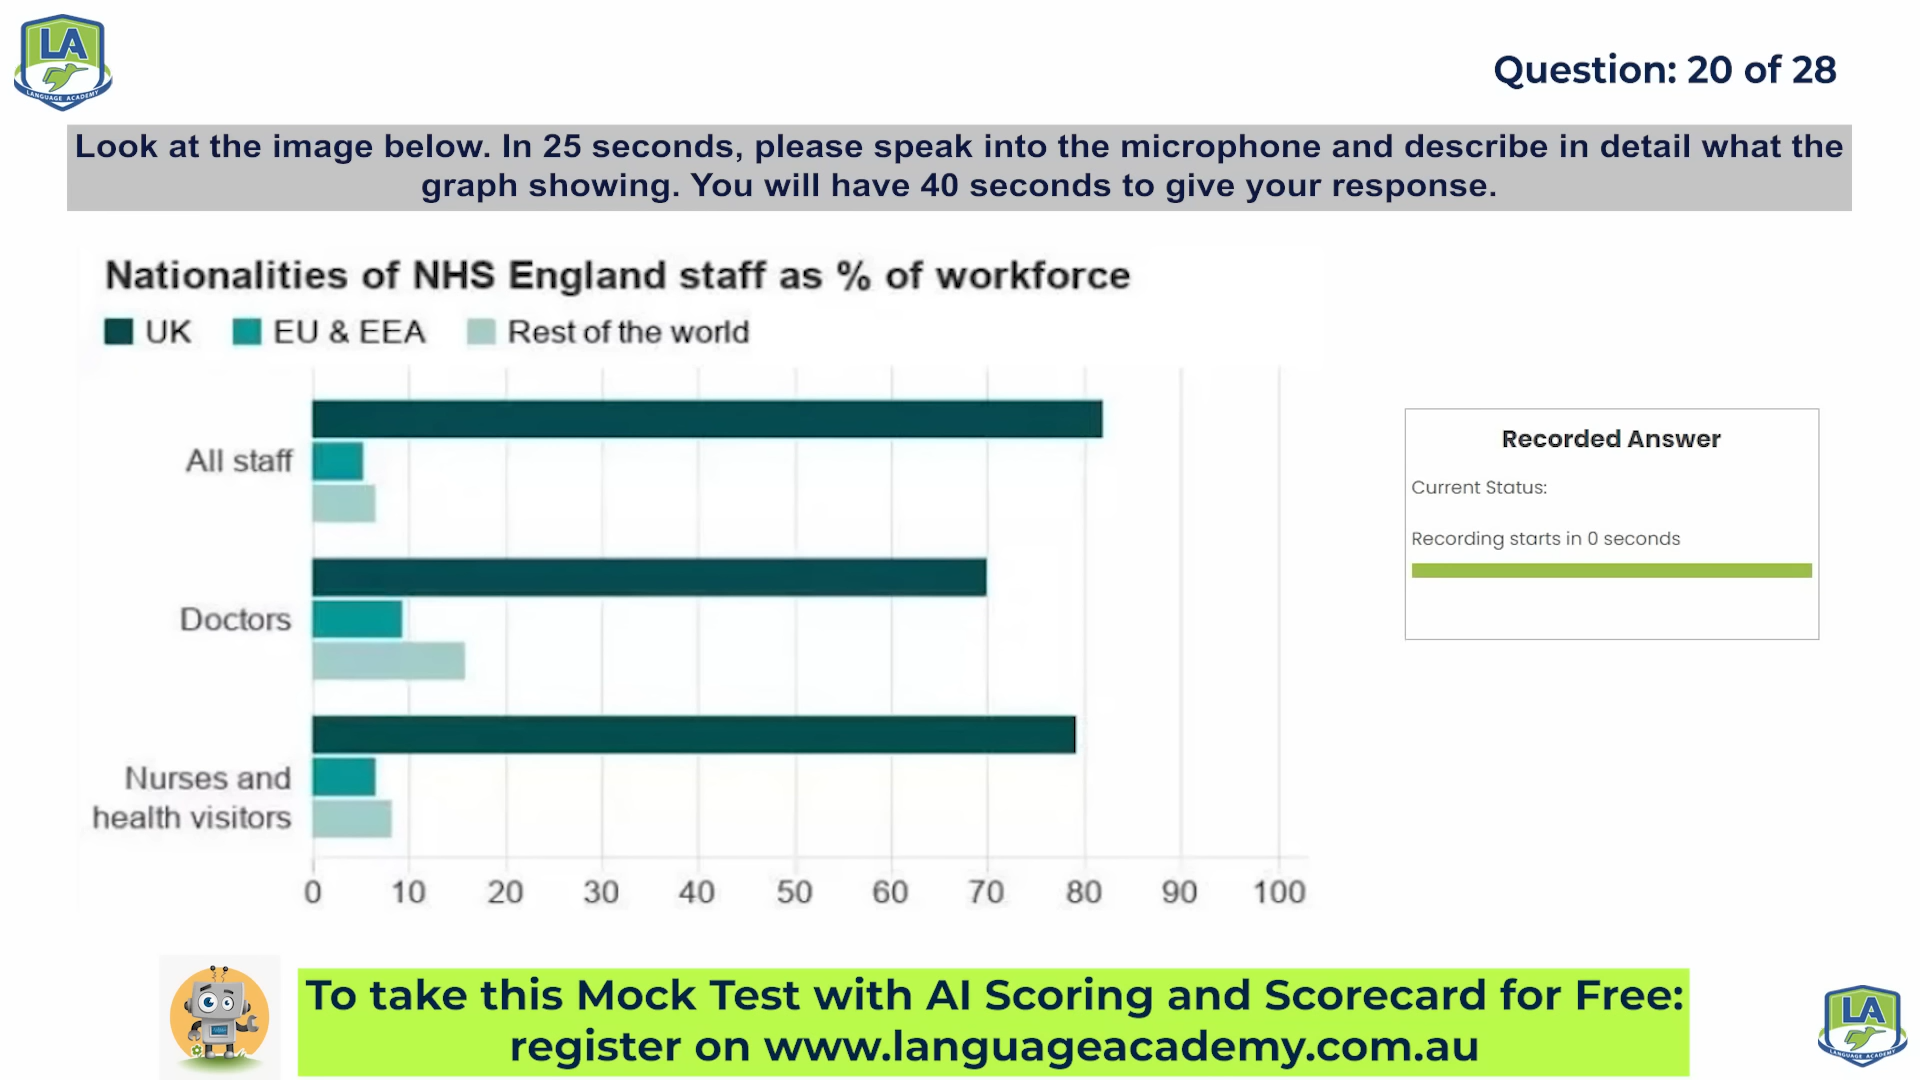 LA
LANGUAGE ACADEMY
Question: 20 of 28
Look at the image below. In 25 seconds, please speak into the microphone and describe in detail what the
graph showing. You will have 40 seconds to give your response.
Nationalities of NHS England staff as % of workforce
UK EU & EEA Rest of the world
All staff
Doctors
Nurses and
health visitors
0 10 20 30 40 50 60 70 80 90 100
Recorded Answer
Current Status:
Recording starts in 0 seconds
To take this Mock Test with AI Scoring and Scorecard for Free:
register on www.languageacademy.com.au
LA
LANGUAGE ACADEMY